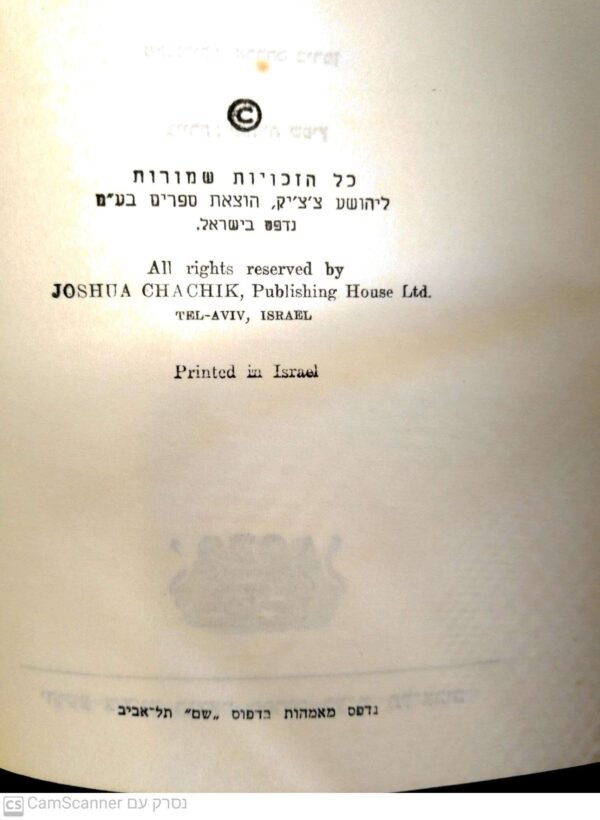 ©
כל הזכויות שמורות
ליהושע צ'צ'יק, הוצאת ספרים בע"מ
נדפס בישראל.
All rights reserved by
JOSHUA CHACHIK, Publishing House Ltd.
TEL-AVIV, ISRAEL
Printed in Israel
נדפס מאמהות בדפוס „שם" תל־אביב
CS CamScanner נסרק עם